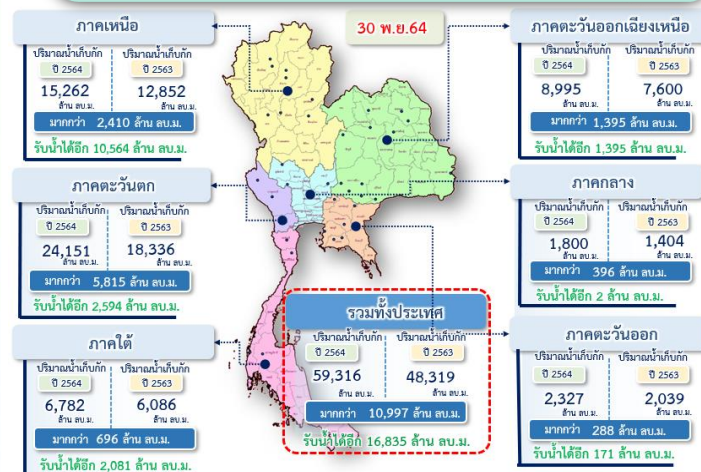 30 พ.ย.64
ภาคเหนือ
ปริมาณน้ำเก็บกัก ปริมาณน้ำเก็บกัก
ปี 2564 ปี 2563
15,262 12,852
ล้าน ลบ.ม. ล้าน ลบ.ม.
มากกว่า 2,410 ล้าน ลบ.ม.
รับน้ำได้อีก 10,564 ล้าน ลบ.ม.
ภาคตะวันออกเฉียงเหนือ
ปริมาณน้ำเก็บกัก ปริมาณน้ำเก็บกัก
ปี 2564 ปี 2563
8,995 7,600
ล้าน ลบ.ม. ล้าน ลบ.ม.
มากกว่า 1,395 ล้าน ลบ.ม.
รับน้ำได้อีก 1,395 ล้าน ลบ.ม.
ภาคตะวันตก
ปริมาณน้ำเก็บกัก ปริมาณน้ำเก็บกัก
ปี 2564 ปี 2563
24,151 18,336
ล้าน ลบ.ม. ล้าน ลบ.ม.
มากกว่า 5,815 ล้าน ลบ.ม.
รับน้ำได้อีก 2,594 ล้าน ลบ.ม.
ภาคกลาง
ปริมาณน้ำเก็บกัก ปริมาณน้ำเก็บกัก
ปี 2564 ปี 2563
1,800 1,404
ล้าน ลบ.ม. ล้าน ลบ.ม.
มากกว่า 396 ล้าน ลบ.ม.
รับน้ำได้อีก 2 ล้าน ลบ.ม.
ภาคใต้
ปริมาณน้ำเก็บกัก ปริมาณน้ำเก็บกัก
ปี 2564 ปี 2563
6,782 6,086
ล้าน ลบ.ม. ล้าน ลบ.ม.
มากกว่า 696 ล้าน ลบ.ม.
รับน้ำได้อีก 2,081 ล้าน ลบ.ม.
รวมทั้งประเทศ
ปริมาณน้ำเก็บกัก ปริมาณน้ำเก็บกัก
ปี 2564 ปี 2563
59,316 48,319
ล้าน ลบ.ม. ล้าน ลบ.ม.
มากกว่า 10,997 ล้าน ลบ.ม.
รับน้ำได้อีก 16,835 ล้าน ลบ.ม.
ภาคตะวันออก
ปริมาณน้ำเก็บกัก ปริมาณน้ำเก็บกัก
ปี 2564 ปี 2563
2,327 2,039
ล้าน ลบ.ม. ล้าน ลบ.ม.
มากกว่า 288 ล้าน ลบ.ม.
รับน้ำได้อีก 171 ล้าน ลบ.ม.